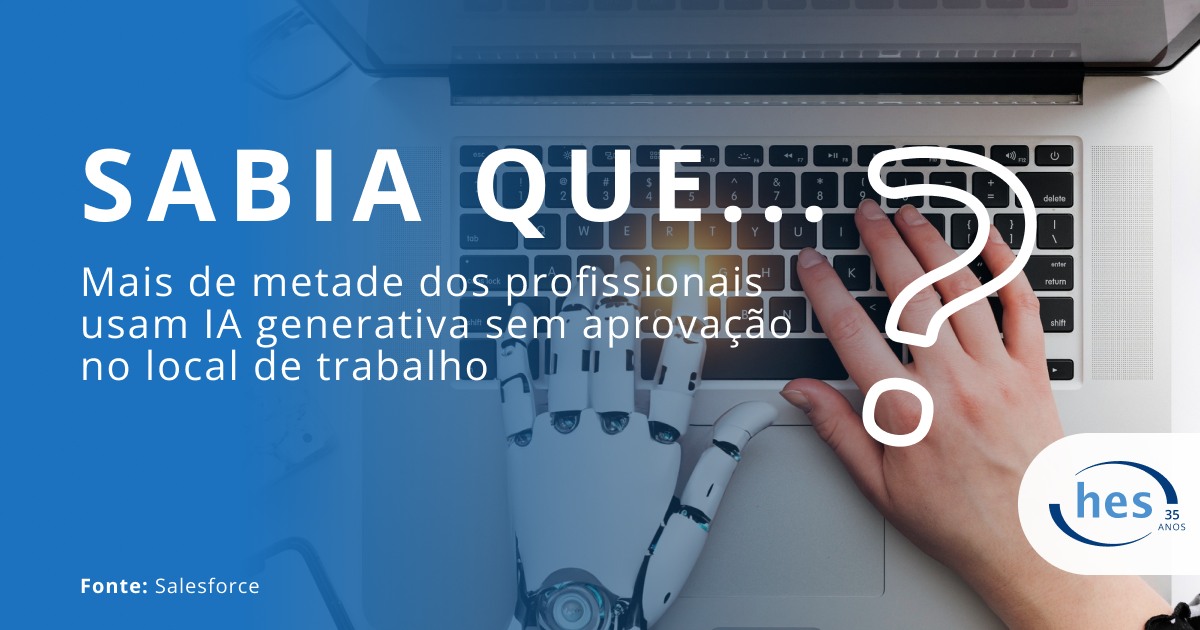 SABIA QUE...
?
Mais de metade dos profissionais
usam IA generativa sem aprovação
no local de trabalho
Fonte: Salesforce
hes
35
ANOS